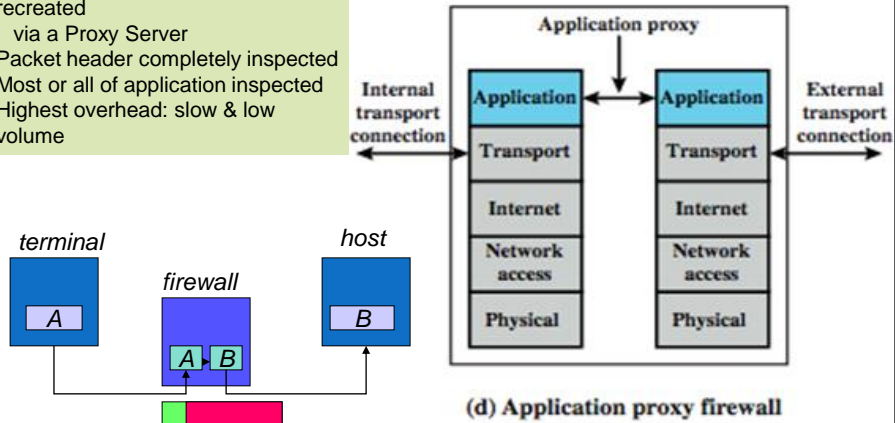 recreated
via a Proxy Server
Packet header completely inspected
Most or all of application inspected
Highest overhead: slow & low
volume
Application proxy
Internal
transport
connection
Application
Application
External
transport
connection
Transport
Transport
Internet
Internet
Network
access
Network
access
Physical
Physical
(d) Application proxy firewall
terminal
host
firewall
A
B
A
B